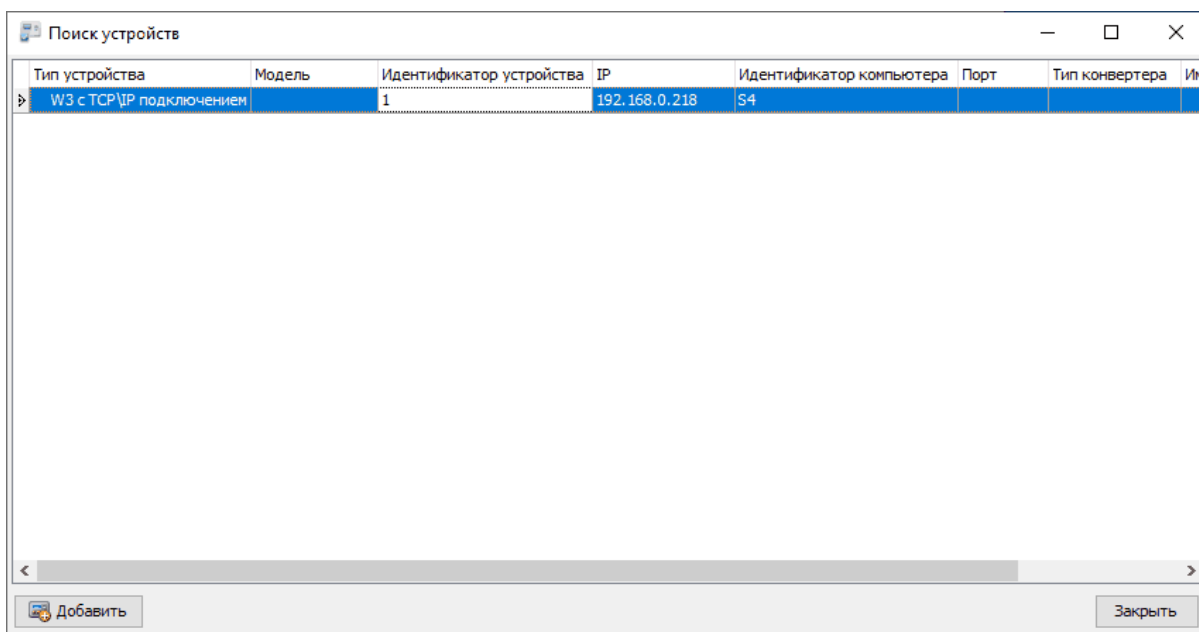 Поиск устройств
Тип устройства Модель Идентификатор устройства IP Идентификатор компьютера Порт Тип конвертера
W3 с TCP\IP подключением 1 192.168.0.218 S4
Добавить Закрыть